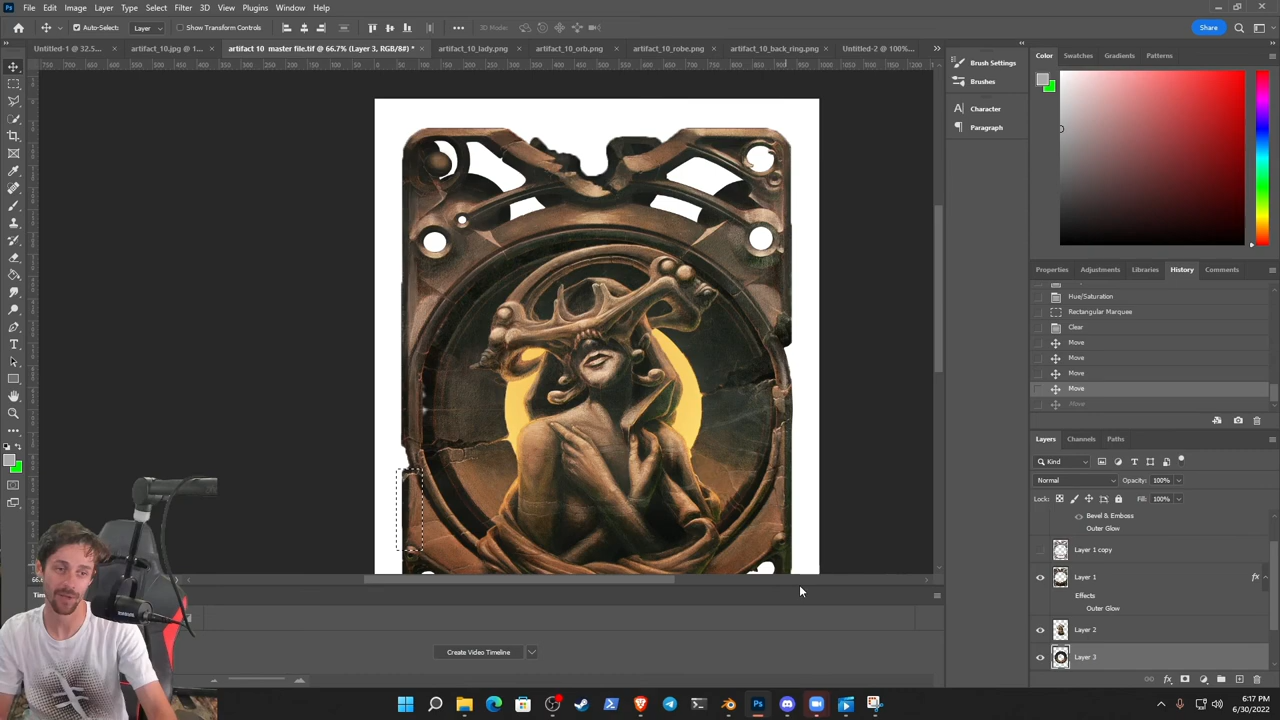 File Edit Image Layer Type Select Filter 3D View Plugins Window Help
Auto-Select: Layer Show Transform Controls 3D Mode: Share
Untitled-1 @ 32.5... artifact_10.jpg @ 1... artifact 10 master file.tif @ 66.7% (Layer 3, RGB/8#) * artifact_10_lady.png artifact_10_orb.png artifact_10_robe.png artifact_10_back_ring.png Untitled-2 @ 100%...
Brush Settings
Brushes
Character
Paragraph
Color Swatches Gradients Patterns
Properties Adjustments Libraries History Comments
Hue/Saturation
Rectangular Marquee
Clear
Move
Move
Move
Move
Move
Layers Channels Paths
Kind
Normal Opacity: 100%
Lock: Fill: 100%
Bevel & Emboss
Outer Glow
Layer 1 copy
Layer 1 fx
Effects
Outer Glow
Layer 2
Layer 3
Create Video Timeline
6:17 PM
6/30/2022